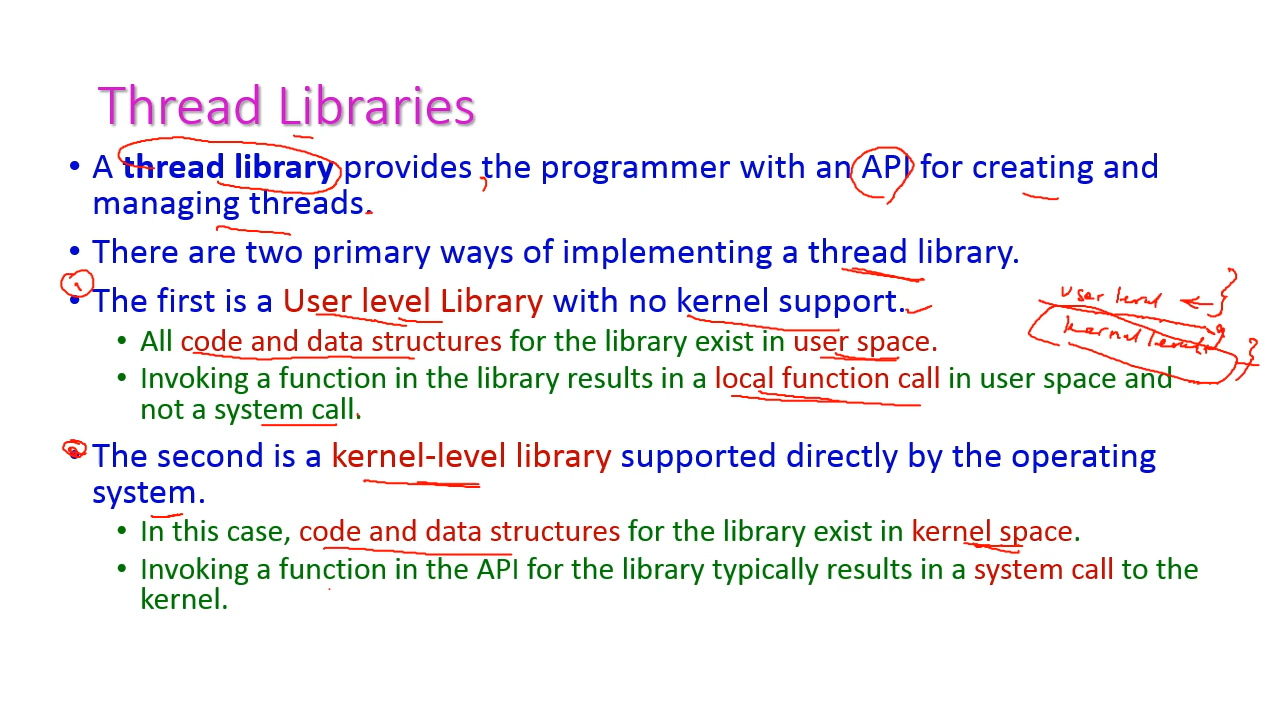 Thread Libraries
• A thread library provides the programmer with an API for creating and
managing threads.
• There are two primary ways of implementing a thread library.
• The first is a User level Library with no kernel support.
user level
kernel level
• All code and data structures for the library exist in user space.
• Invoking a function in the library results in a local function call in user space and
not a system call.
• The second is a kernel-level library supported directly by the operating
system.
• In this case, code and data structures for the library exist in kernel space.
• Invoking a function in the API for the library typically results in a system call to the
kernel.